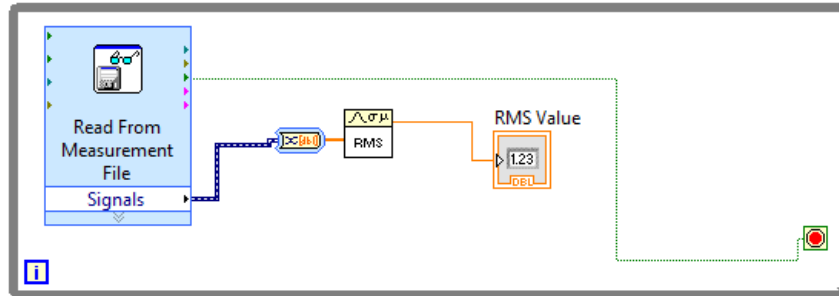 Read From
Measurement
File
Signals
RMS
RMS Value
1.23
DBL
i